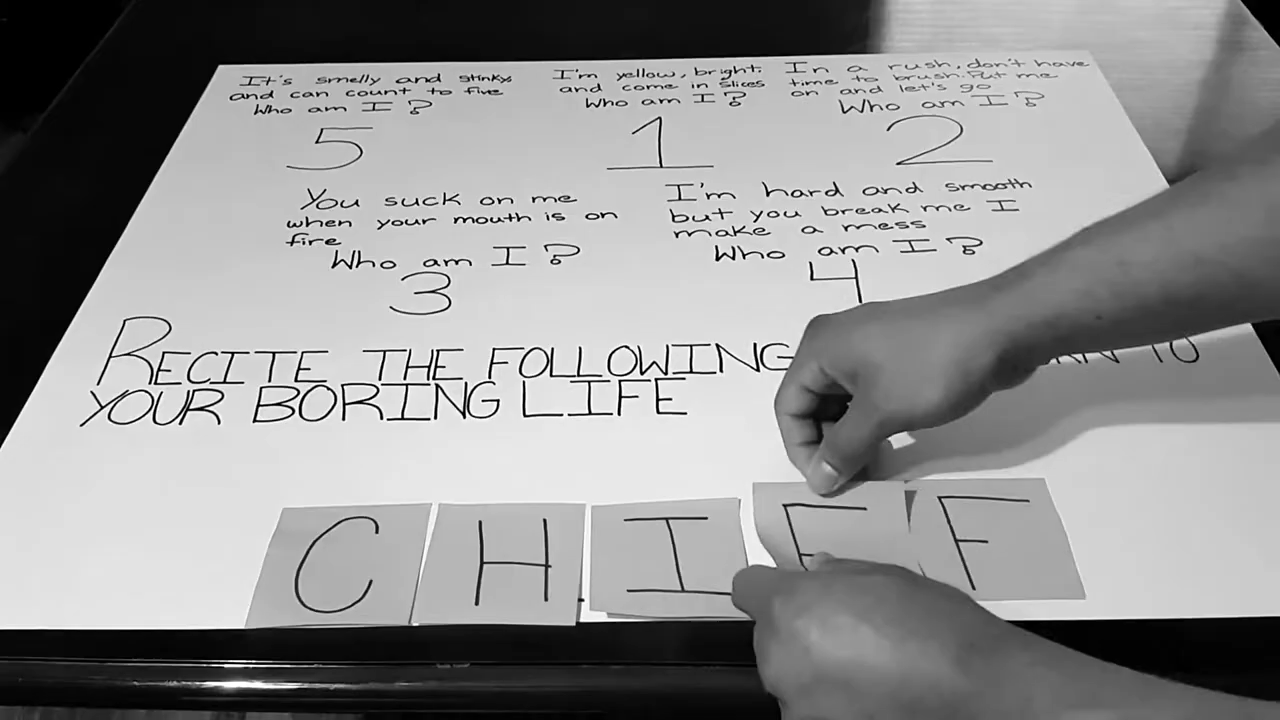 It's smelly and stinky
and can count to five
Who am I?
5
I'm yellow, bright,
and come in slices
Who am I?
1
In a rush, don't have
time to brush. Put me
on and let's go
Who am I?
2
You suck on me
when your mouth is on
fire
Who am I?
3
I'm hard and smooth
but you break me I
make a mess
Who am I?
4
RECITE THE FOLLOWING TO
YOUR BORING LIFE
C H I E F